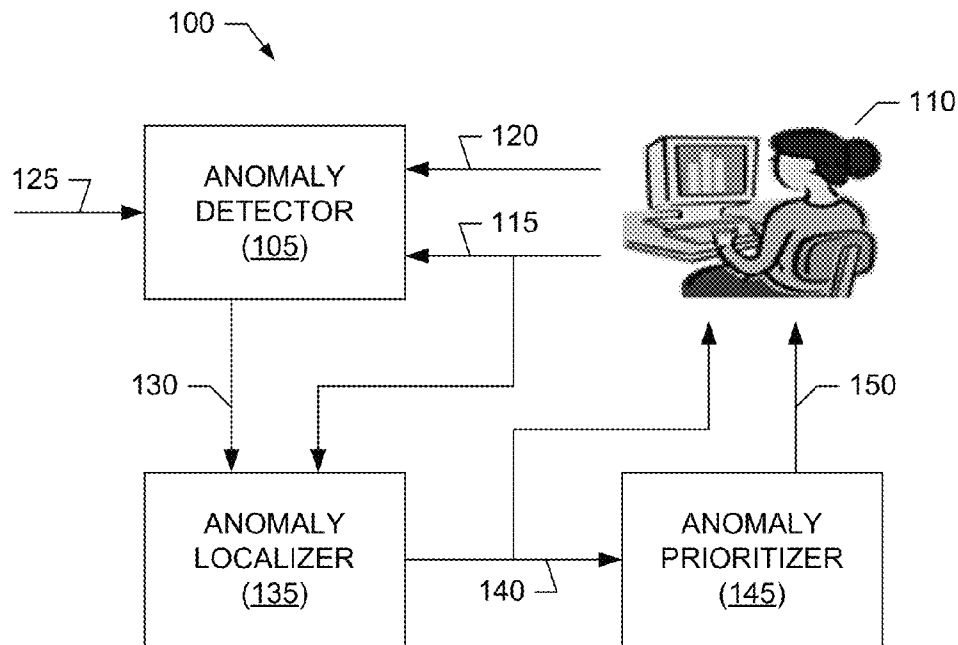 100
110
120
125
ANOMALY
DETECTOR
(105)
115
130
150
ANOMALY
LOCALIZER
(135)
140
ANOMALY
PRIORITIZER
(145)